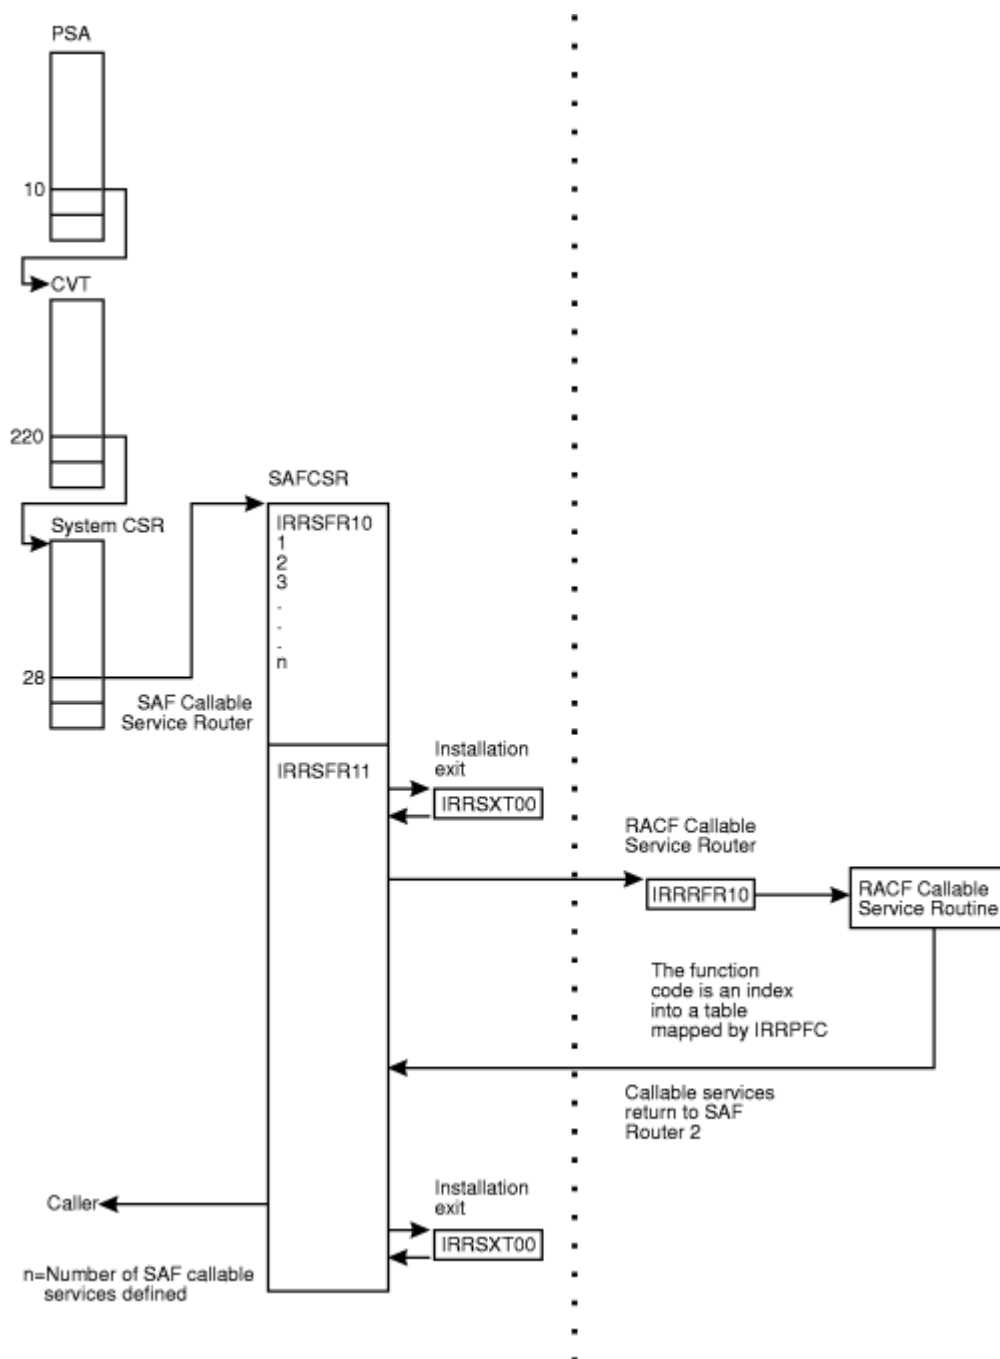 PSA
10
CVT
220
System CSR
28
SAF Callable
Service Router
SAFCSR
IRRSFR10
1
2
3
.
.
.
n
IRRSFR11
Installation
exit
IRRSXT00
RACF Callable
Service Router
IRRRFR10
RACF Callable
Service Routine
The function
code is an index
into a table
mapped by IRRPFC
Callable services
return to SAF
Router 2
Caller
Installation
exit
IRRSXT00
n=Number of SAF callable
services defined